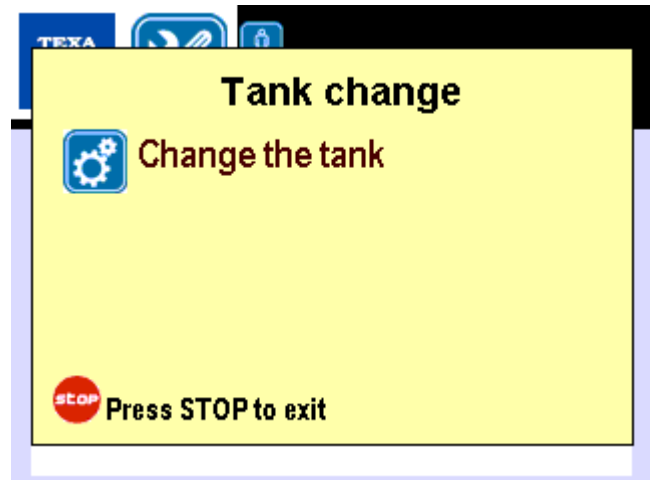 TEXA
Tank change
Change the tank
stop
Press STOP to exit